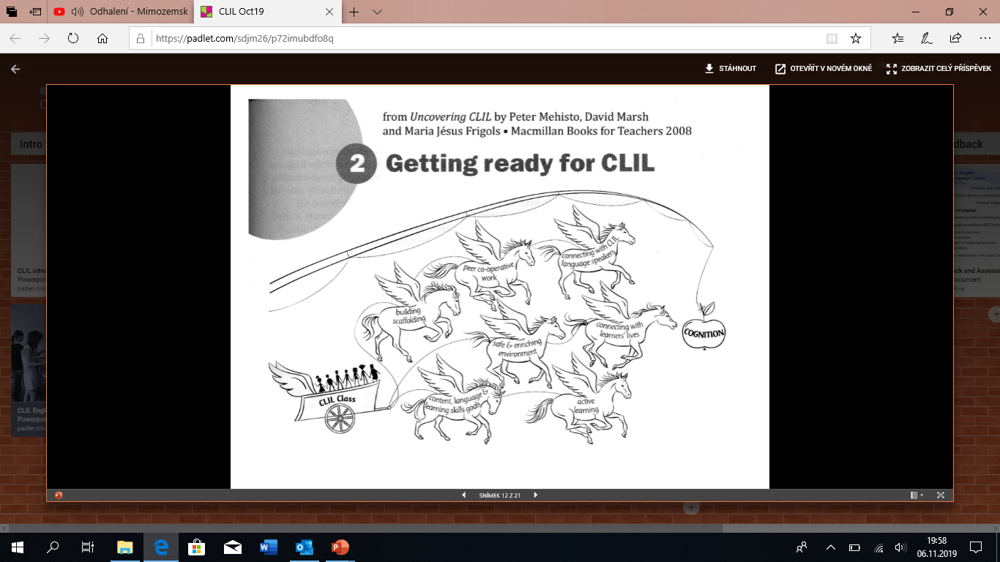 Odhalení - Mimozemsk
CLIL Oct19
https://padlet.com/sdjm26/p72imubdfo8q
STÁHNOUT
OTEVŘÍT V NOVÉM OKNĚ
ZOBRAZIT CELÝ PŘÍSPĚVEK
from Uncovering CLIL by Peter Mehisto, David Marsh
and Maria Jésus Frigols • Macmillan Books for Teachers 2008
2 Getting ready for CLIL
connecting with CLIL
language speakers
peer co-operative
work
building
scaffolding
connecting with
learners' lives
safe & enriching
environment
COGNITION
content, language &
learning skills goals
active
learning
CLIL Class
Intro
dback
CLIL intro
Powerpoi
padlet driv
CLIL Engl
Powerpoi
padlet driv
ck and Assess
ocument
rive
SNÍMEK 12 Z 21
19:58
06.11.2019